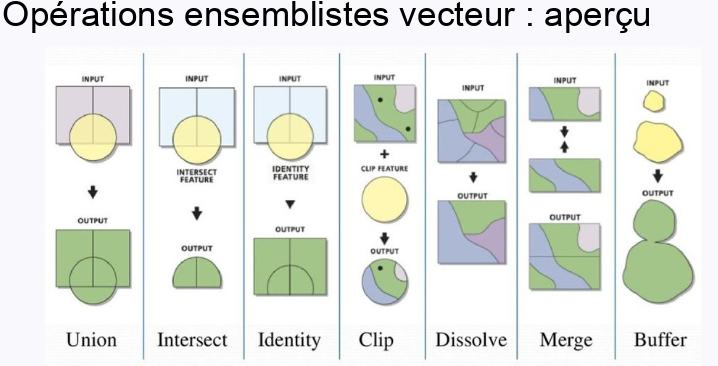 Opérations ensemblistes vecteur : aperçu
INPUT
OUTPUT
Union
INPUT
INTERSECT
FEATURE
OUTPUT
Intersect
INPUT
IDENTITY
FEATURE
OUTPUT
Identity
INPUT
+
CLIP FEATURE
OUTPUT
Clip
INPUT
OUTPUT
Dissolve
INPUT
OUTPUT
Merge
INPUT
OUTPUT
Buffer